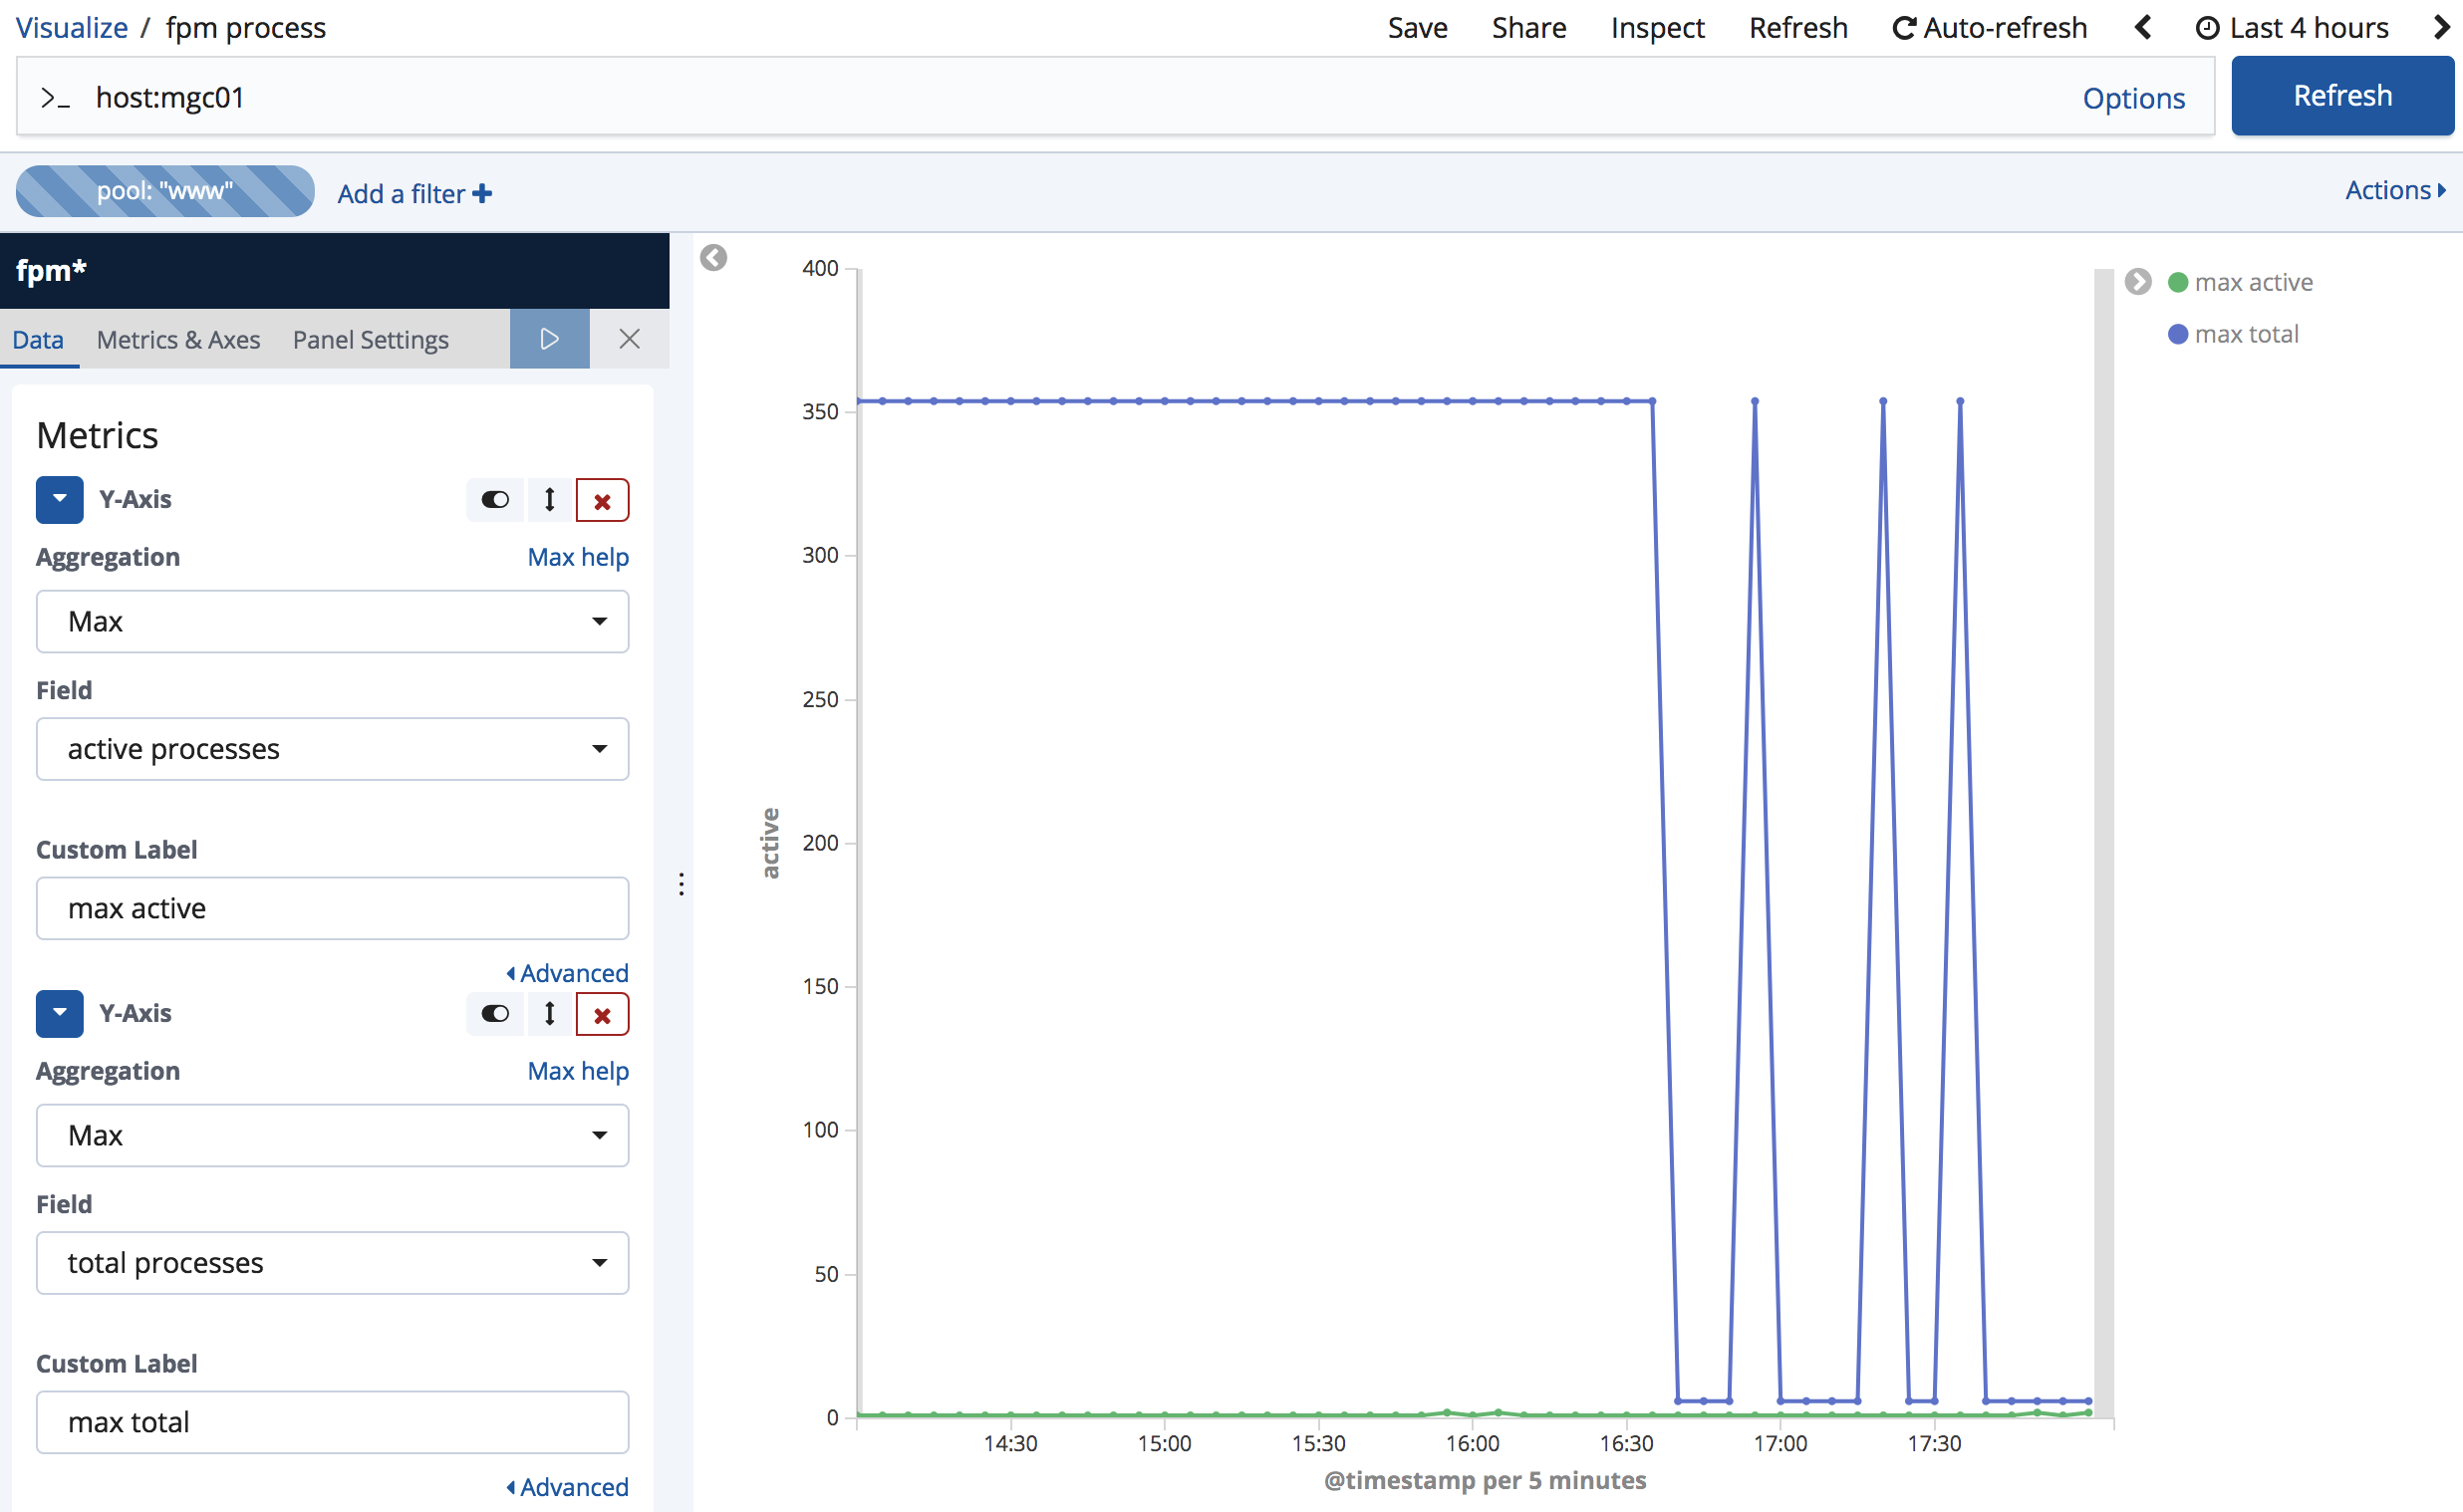 Visualize / fpm process
Save Share Inspect Refresh Auto-refresh Last 4 hours
>_ host:mgc01 Options Refresh
pool: "www" Add a filter Actions
fpm*
Data Metrics & Axes Panel Settings
Metrics
Y-Axis
Aggregation Max help
Max
Field
active processes
Custom Label
max active
Advanced
Y-Axis
Aggregation Max help
Max
Field
total processes
Custom Label
max total
Advanced
400
350
300
250
200
150
100
50
0
active
14:30 15:00 15:30 16:00 16:30 17:00 17:30
@timestamp per 5 minutes
max active
max total